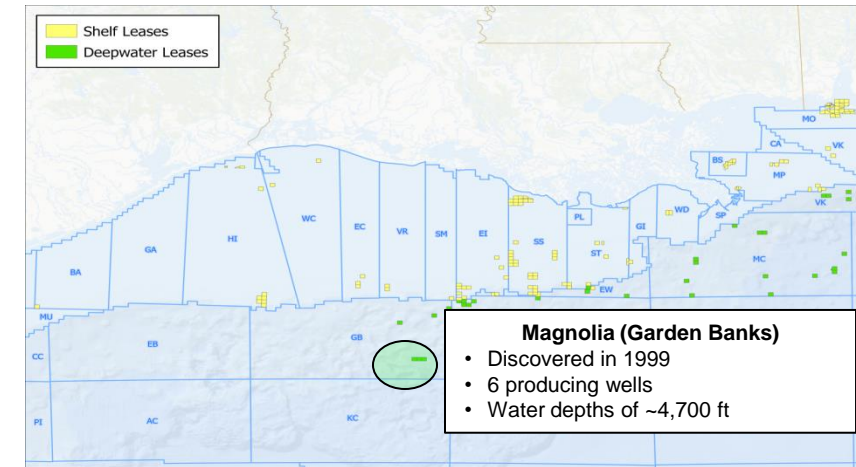 Shelf Leases
Deepwater Leases
MO
CA
VK
BS
MP
WC
PL
WD
SP
VK
EC
VR
SM
EI
SS
GI
HI
ST
GA
MC
BA
EW
MU
GB
EB
CC
PI
AC
KC
Magnolia (Garden Banks)
• Discovered in 1999
• 6 producing wells
• Water depths of ~4,700 ft